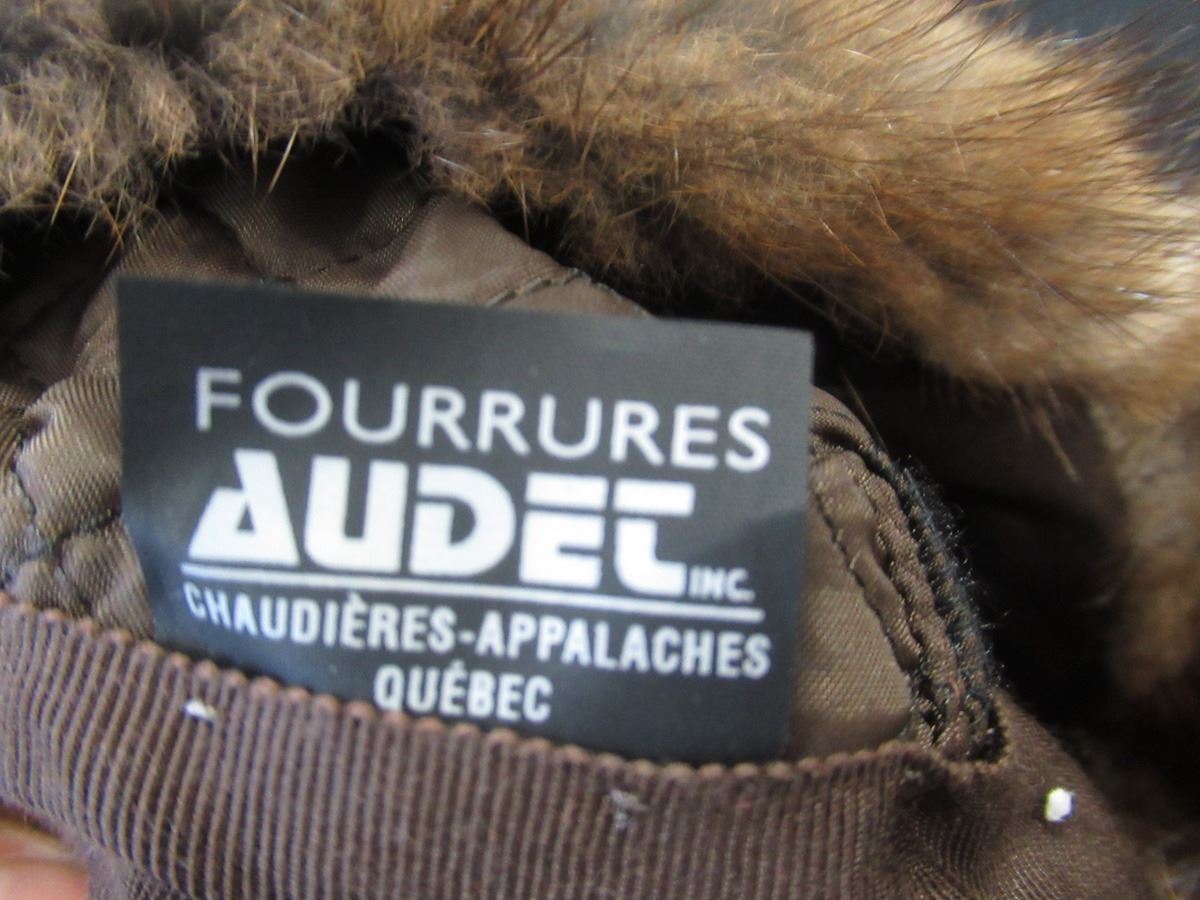 FOURRURES
AUDET INC.
CHAUDIÈRES-APPALACHES
QUÉBEC